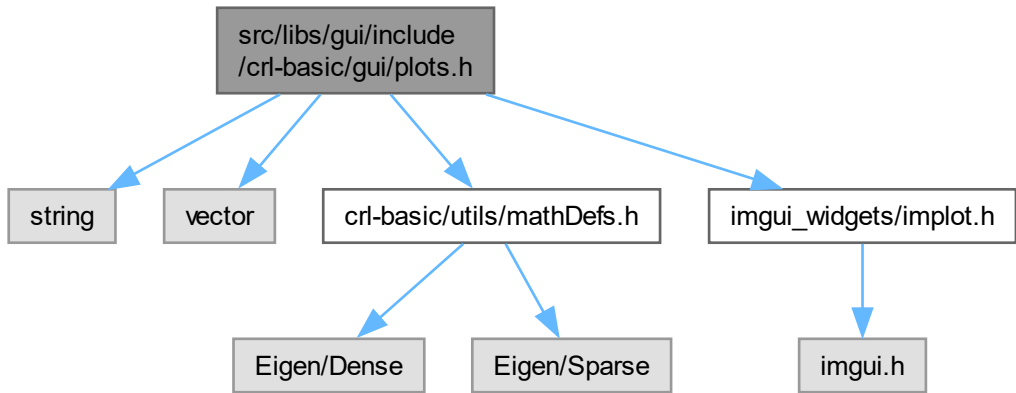 src/libs/gui/include
/crl-basic/gui/plots.h
string
vector
crl-basic/utils/mathDefs.h
imgui_widgets/implot.h
Eigen/Dense
Eigen/Sparse
imgui.h